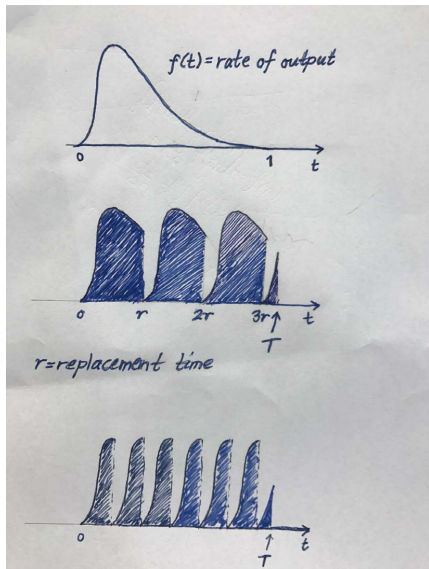 f(t)=rate of output
0 1 t
0 r 2r 3r t
T
r=replacement time
0 t
T